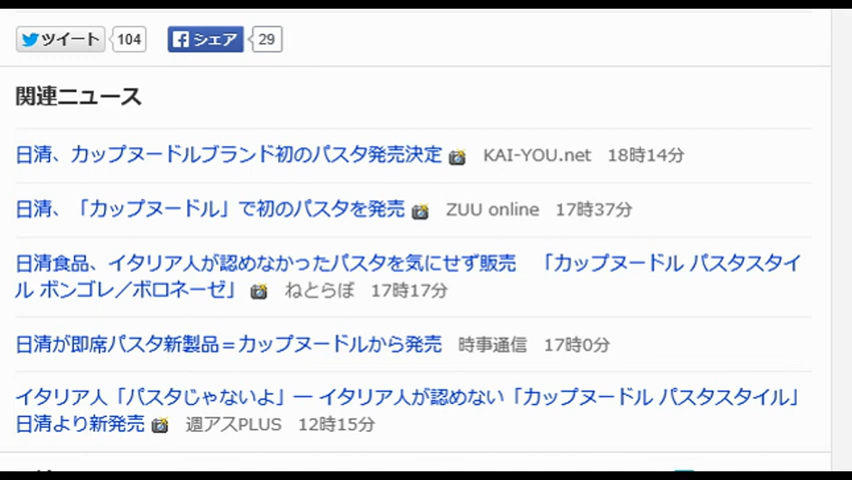 ツイート 104 シェア 29
関連ニュース
日清、カップヌードルブランド初のパスタ発売決定 KAI-YOU.net 18時14分
日清、「カップヌードル」で初のパスタを発売 ZUU online 17時37分
日清食品、イタリア人が認めなかったパスタを気にせず販売 「カップヌードル パスタスタイ
ル ボンゴレ／ボロネーゼ」 ねとらぼ 17時17分
日清が即席パスタ新製品＝カップヌードルから発売 時事通信 17時0分
イタリア人「パスタじゃないよ」― イタリア人が認めない「カップヌードル パスタスタイル」
日清より新発売 週アスPLUS 12時15分